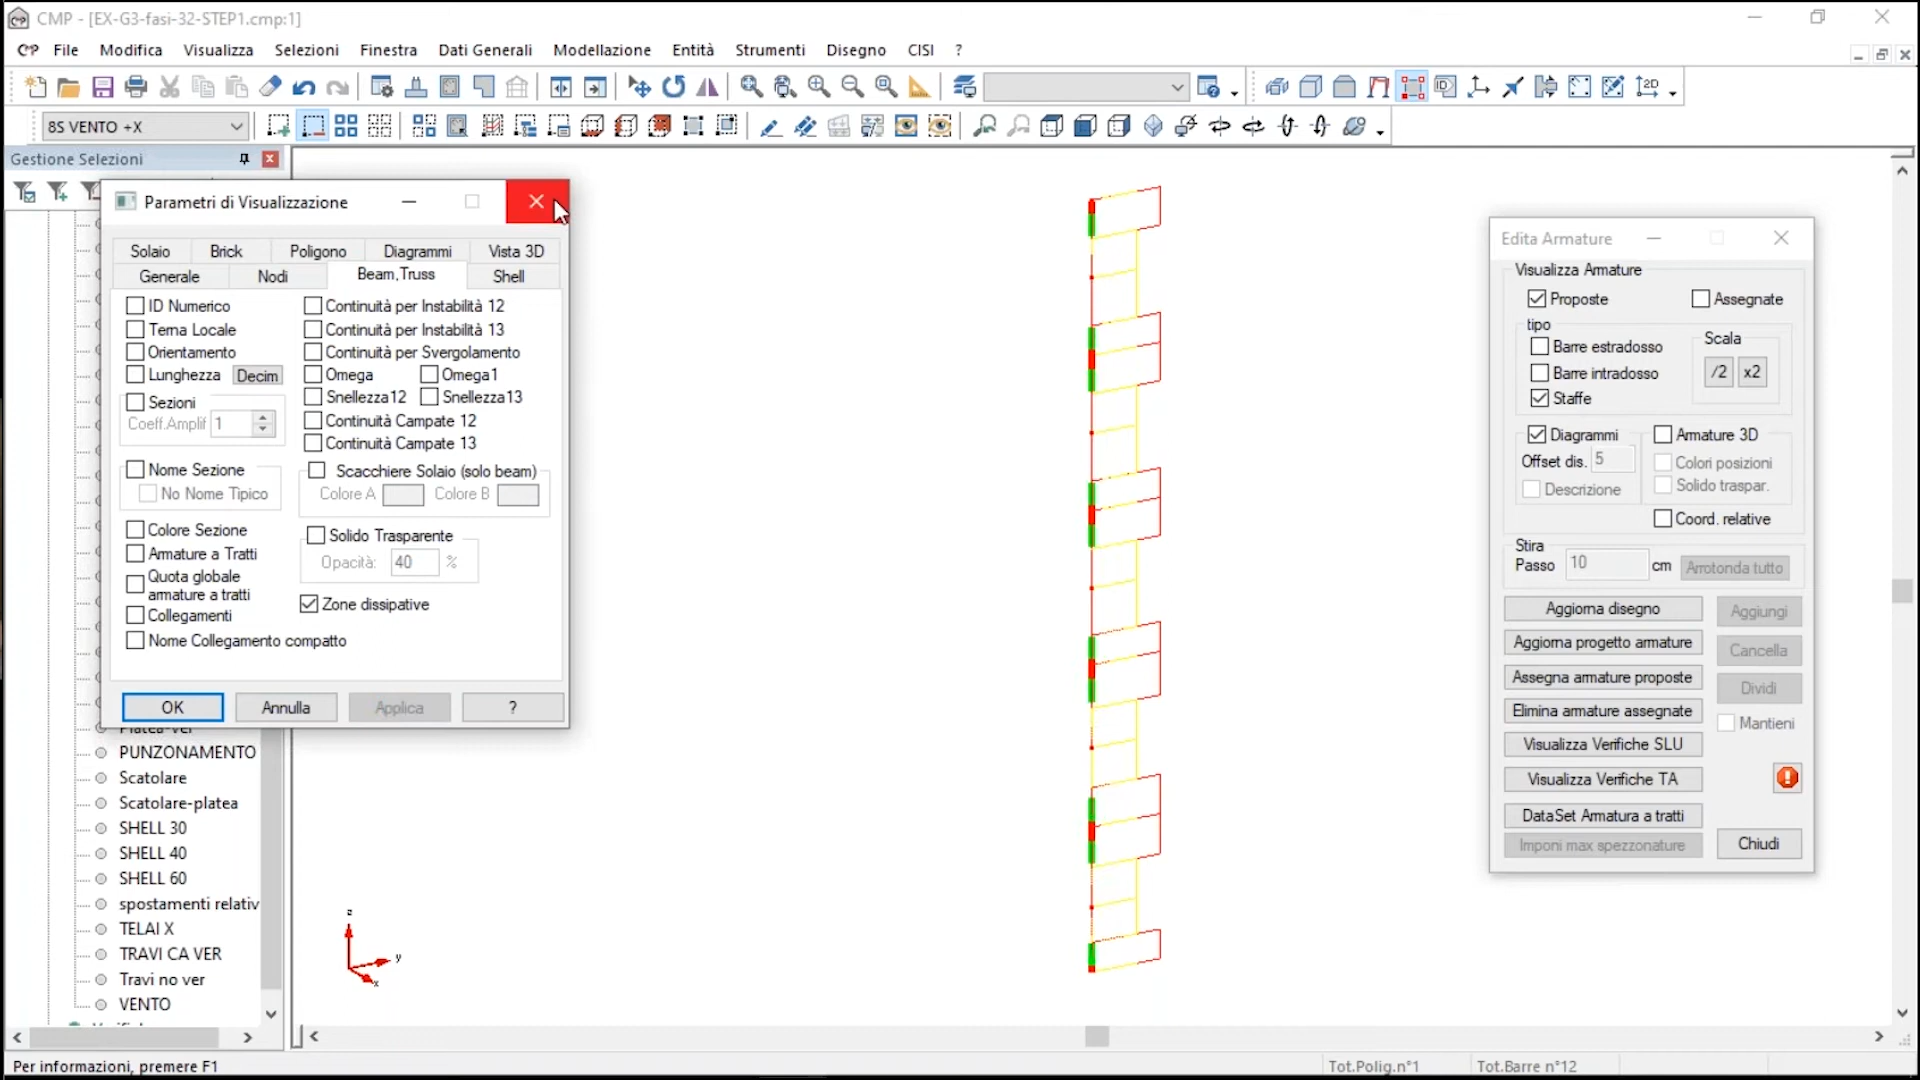 CMP - [EX-G3-fasi-32-STEP1.cmp:1]
File Modifica Visualizza Selezioni Finestra Dati Generali Modellazione Entità Strumenti Disegno CISI ?
8S VENTO +X
Gestione Selezioni
Parametri di Visualizzazione
Solaio Brick Poligono Diagrammi Vista 3D
Generale Nodi Beam,Truss Shell
ID Numerico
Terna Locale
Orientamento
Lunghezza Decim
Sezioni
Coeff.Amplif 1
Nome Sezione
No Nome Tipico
Colore Sezione
Armature a Tratti
Quota globale
armature a tratti
Collegamenti
Nome Collegamento compatto
Continuità per Instabilità 12
Continuità per Instabilità 13
Continuità per Svergolamento
Omega Omega1
Snellezza12 Snellezza13
Continuità Campate 12
Continuità Campate 13
Scacchiere Solaio (solo beam)
Colore A Colore B
Solido Trasparente
Opacità: 40 %
Zone dissipative
OK Annulla Applica ?
Platea-ver
PUNZONAMENTO
Scatolare
Scatolare-platea
SHELL 30
SHELL 40
SHELL 60
spostamenti relativ
TELAI X
TRAVI CA VER
Travi no ver
VENTO
z
y
x
Edita Armature
Visualizza Armature
Proposte Assegnate
tipo
Barre estradosso
Barre intradosso
Staffe
Scala
/2 x2
Diagrammi
Offset dis. 5
Descrizione
Armature 3D
Colori posizioni
Solido traspar.
Coord. relative
Stira
Passo 10 cm Arrotonda tutto
Aggiorna disegno Aggiungi
Aggiorna progetto armature Cancella
Assegna armature proposte Dividi
Elimina armature assegnate Mantieni
Visualizza Verifiche SLU
Visualizza Verifiche TA
DataSet Armatura a tratti
Imponi max spezzonature Chiudi
Per informazioni, premere F1 Tot.Polig.n°1 Tot.Barre n°12